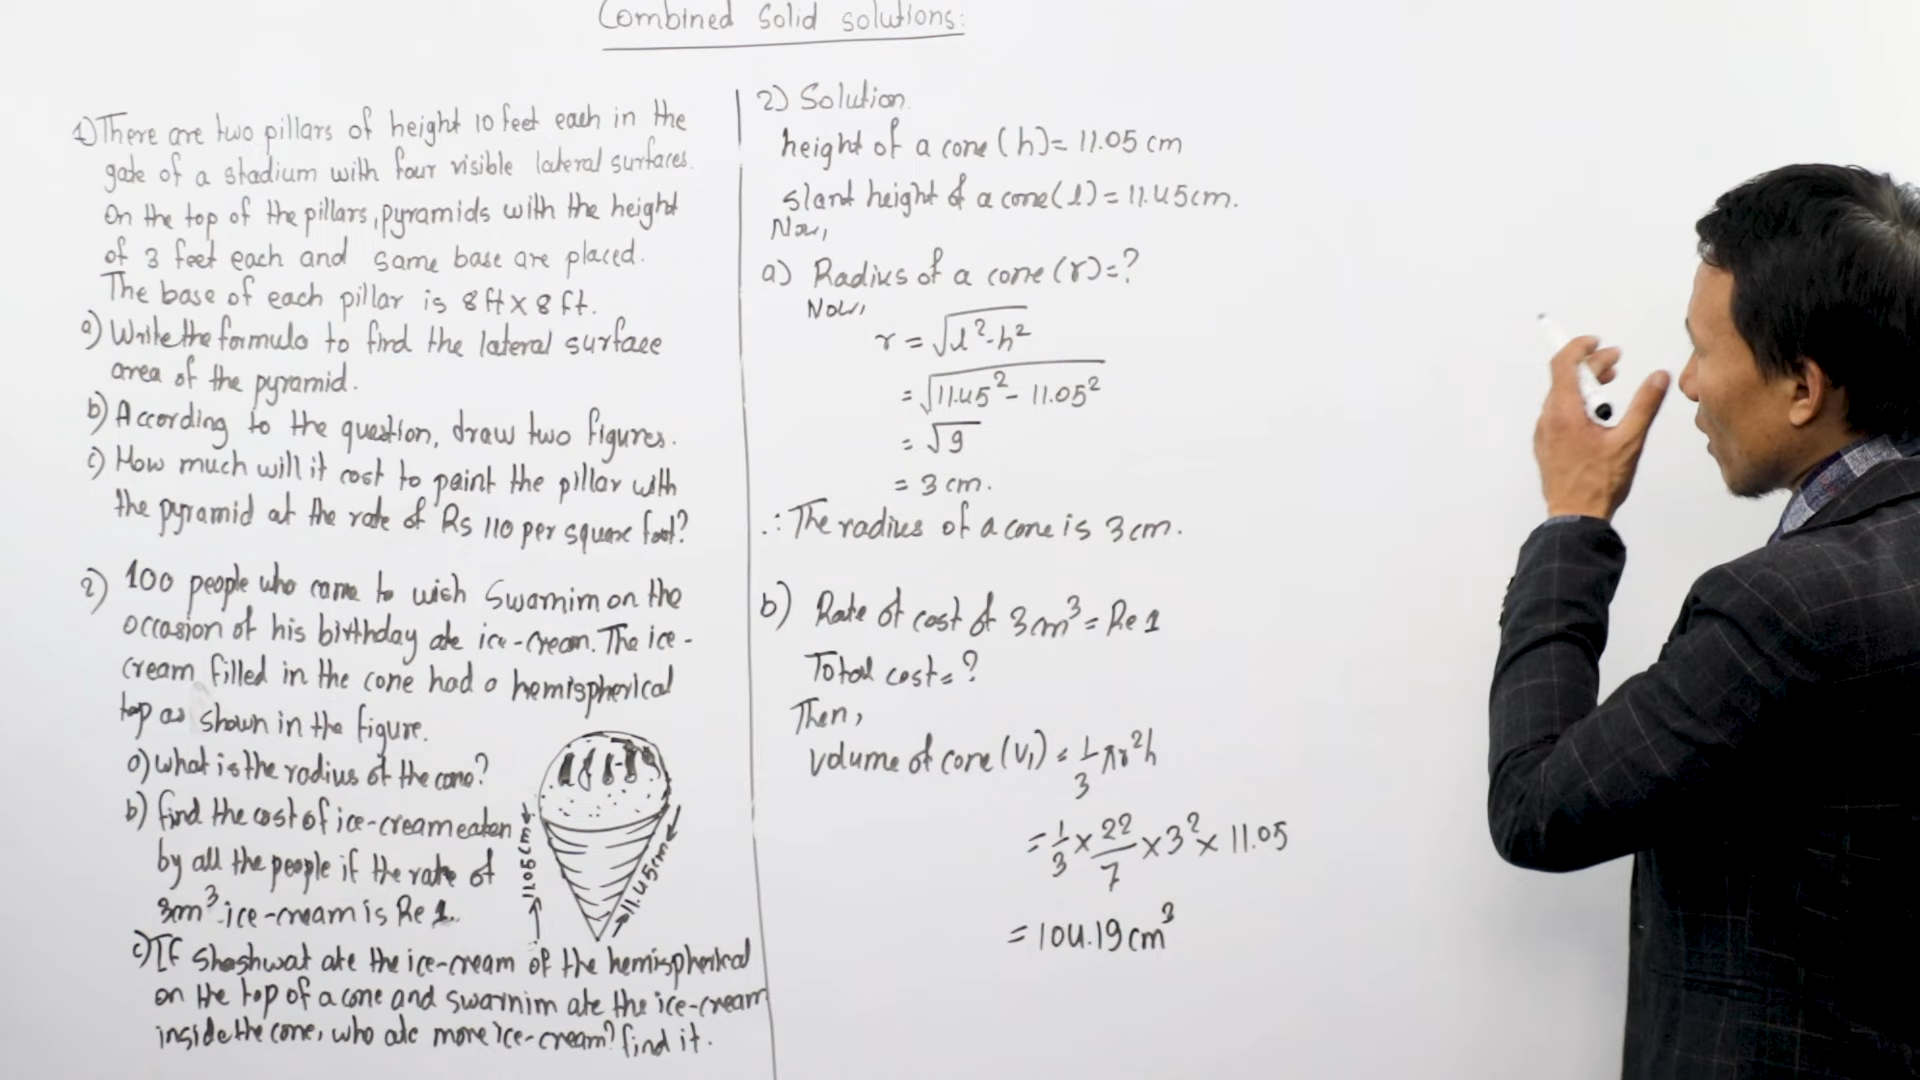 Combined Solid solutions:
1) There are two pillars of height 10 feet each in the
gate of a stadium with four visible lateral surfaces.
On the top of the pillars, pyramids with the height
of 3 feet each and same base are placed.
The base of each pillar is 8 ft × 8 ft.
a) Write the formula to find the lateral surface
area of the pyramid.
b) According to the question, draw two figures.
c) How much will it cost to paint the pillar with
the pyramid at the rate of Rs 110 per square foot?
2) 100 people who came to wish Swarnim on the
occasion of his birthday ate ice-cream. The ice-
cream filled in the cone had a hemispherical
top as shown in the figure.
a) What is the radius of the cone?
b) find the cost of ice-cream eaten
by all the people if the rate of
3cm³ ice-cream is Re 1.
c) If Shashwat ate the ice-cream of the hemispherical
on the top of a cone and swarnim ate the ice-cream
inside the cone, who ate more ice-cream? find it.
11.05cm
11.45cm
2) Solution
height of a cone (h) = 11.05 cm
slant height of a cone (l) = 11.45cm.
Now,
a) Radius of a cone (r) = ?
Now,
r = √l²-h²
= √11.45² - 11.05²
= √9
= 3 cm.
∴ The radius of a cone is 3cm.
b) Rate of cost of 3cm³ = Re 1
Total cost = ?
Then,
volume of cone (V₁) = 1/3 πr²h
= 1/3 × 22/7 × 3² × 11.05
= 104.19 cm³